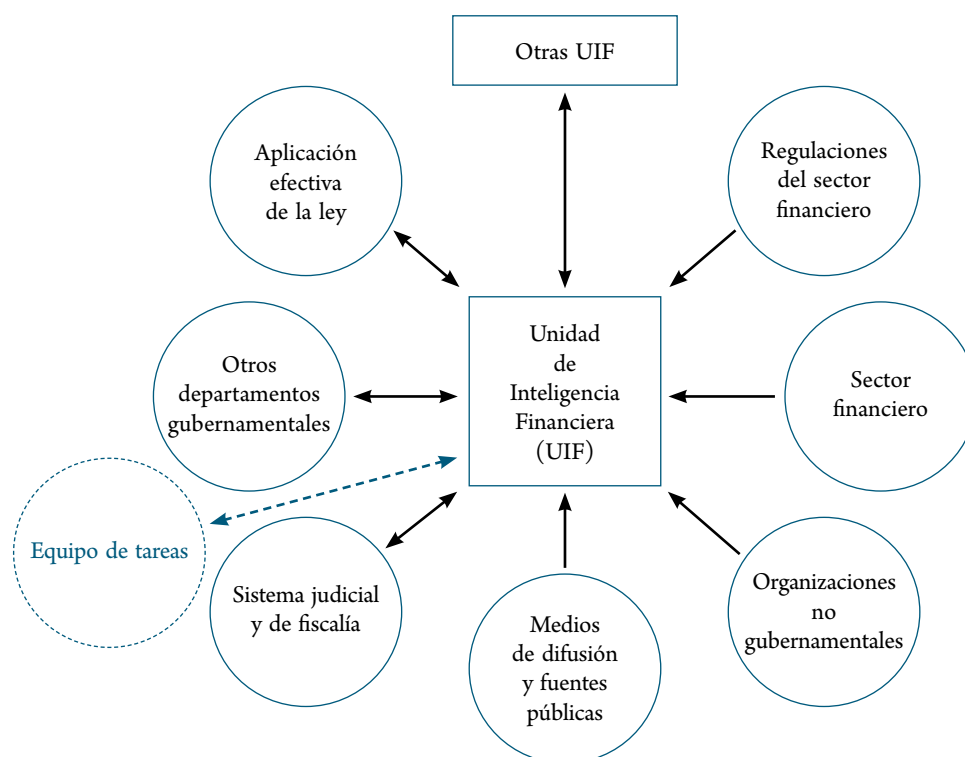 Otras UIF
Aplicación
efectiva
de la ley
Regulaciones
del sector
financiero
Unidad
de
Inteligencia
Financiera
(UIF)
Otros
departamentos
gubernamentales
Sector
financiero
Equipo de tareas
Sistema judicial
y de fiscalía
Medios
de difusión
y fuentes
públicas
Organizaciones
no
gubernamentales